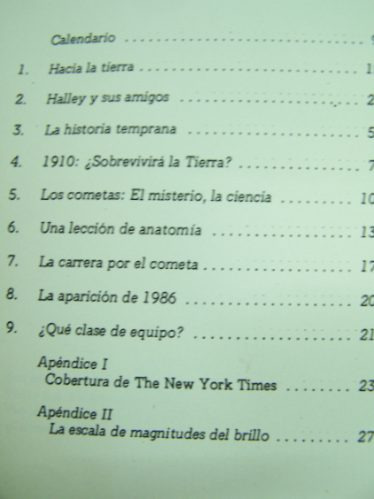 Calendario
1. Hacia la tierra
2. Halley y sus amigos
3. La historia temprana
4. 1910: ¿Sobrevivirá la Tierra?
5. Los cometas: El misterio, la ciencia
6. Una lección de anatomía
7. La carrera por el cometa
8. La aparición de 1986
9. ¿Qué clase de equipo?
Apéndice I
Cobertura de The New York Times
Apéndice II
La escala de magnitudes del brillo